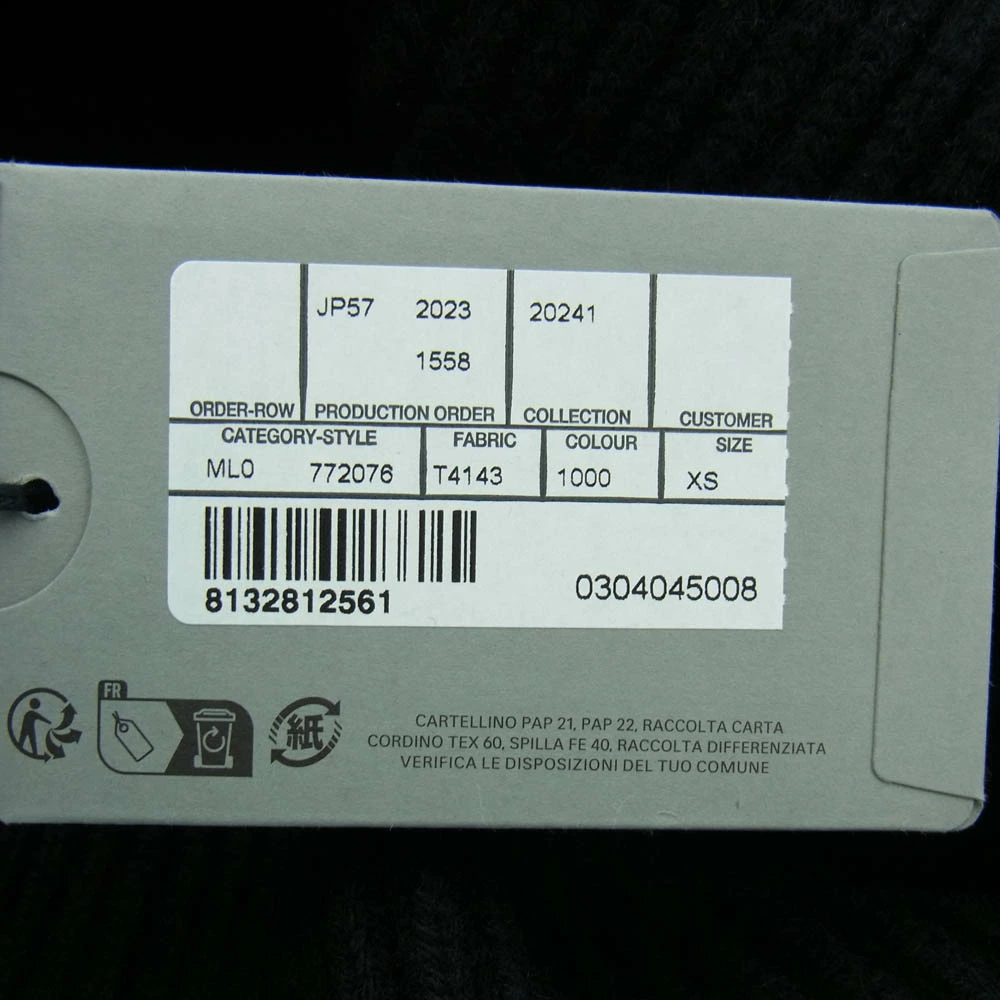 JP57 2023 20241
1558
ORDER-ROW PRODUCTION ORDER COLLECTION CUSTOMER
CATEGORY-STYLE FABRIC COLOUR SIZE
ML0 772076 T4143 1000 XS
8132812561 0304045008
FR
紙
CARTELLINO PAP 21, PAP 22, RACCOLTA CARTA
CORDINO TEX 60, SPILLA FE 40, RACCOLTA DIFFERENZIATA
VERIFICA LE DISPOSIZIONI DEL TUO COMUNE